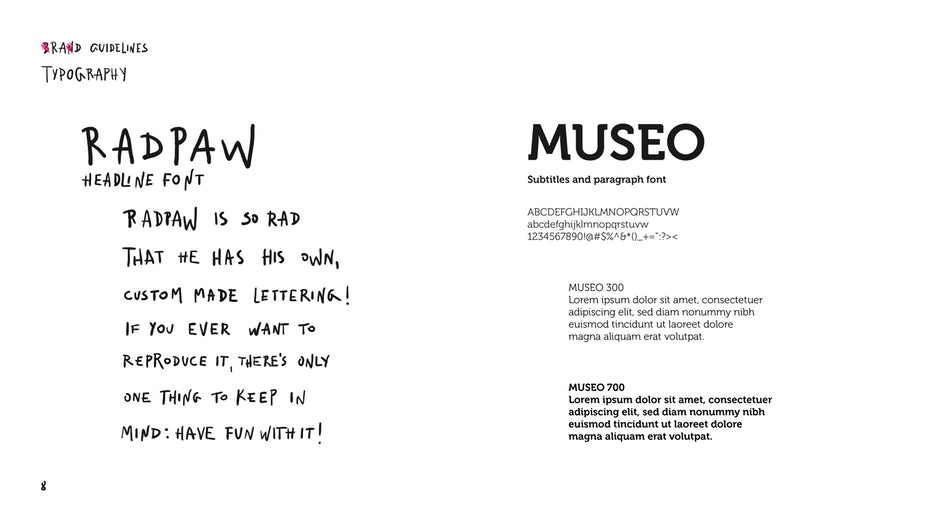 BRAND GUIDELINES
TYPOGRAPHY
RADPAW
HEADLINE FONT
RADPAW IS SO RAD
THAT HE HAS HIS OWN,
CUSTOM MADE LETTERING!
IF YOU EVER WANT TO
REPRODUCE IT, THERE'S ONLY
ONE THING TO KEEP IN
MIND: HAVE FUN WITH IT!
MUSEO
Subtitles and paragraph font
ABCDEFGHIJKLMNOPQRSTUVW
abcdefghijklmnopqrstuvw
1234567890!@#$%^&*()_+=":?><
MUSEO 300
Lorem ipsum dolor sit amet, consectetuer
adipiscing elit, sed diam nonummy nibh
euismod tincidunt ut laoreet dolore
magna aliquam erat volutpat.
MUSEO 700
Lorem ipsum dolor sit amet, consectetuer
adipiscing elit, sed diam nonummy nibh
euismod tincidunt ut laoreet dolore
magna aliquam erat volutpat.
8